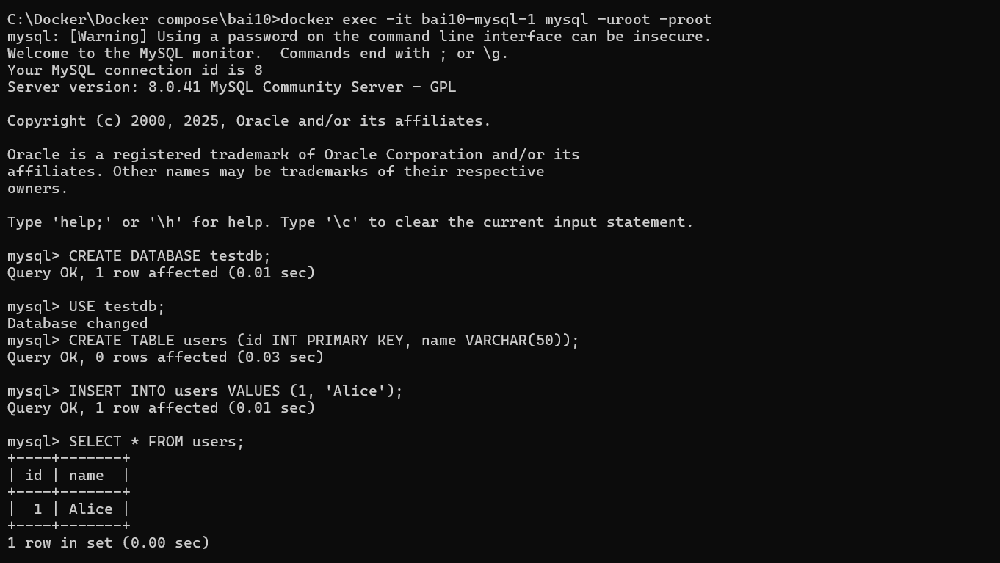 C:\Docker\Docker compose\bai10>docker exec -it bai10-mysql-1 mysql -uroot -proot
mysql: [Warning] Using a password on the command line interface can be insecure.
Welcome to the MySQL monitor.  Commands end with ; or \g.
Your MySQL connection id is 8
Server version: 8.0.41 MySQL Community Server - GPL

Copyright (c) 2000, 2025, Oracle and/or its affiliates.

Oracle is a registered trademark of Oracle Corporation and/or its
affiliates. Other names may be trademarks of their respective
owners.

Type 'help;' or '\h' for help. Type '\c' to clear the current input statement.

mysql> CREATE DATABASE testdb;
Query OK, 1 row affected (0.01 sec)

mysql> USE testdb;
Database changed
mysql> CREATE TABLE users (id INT PRIMARY KEY, name VARCHAR(50));
Query OK, 0 rows affected (0.03 sec)

mysql> INSERT INTO users VALUES (1, 'Alice');
Query OK, 1 row affected (0.01 sec)

mysql> SELECT * FROM users;
+----+-------+
| id | name  |
+----+-------+
|  1 | Alice |
+----+-------+
1 row in set (0.00 sec)